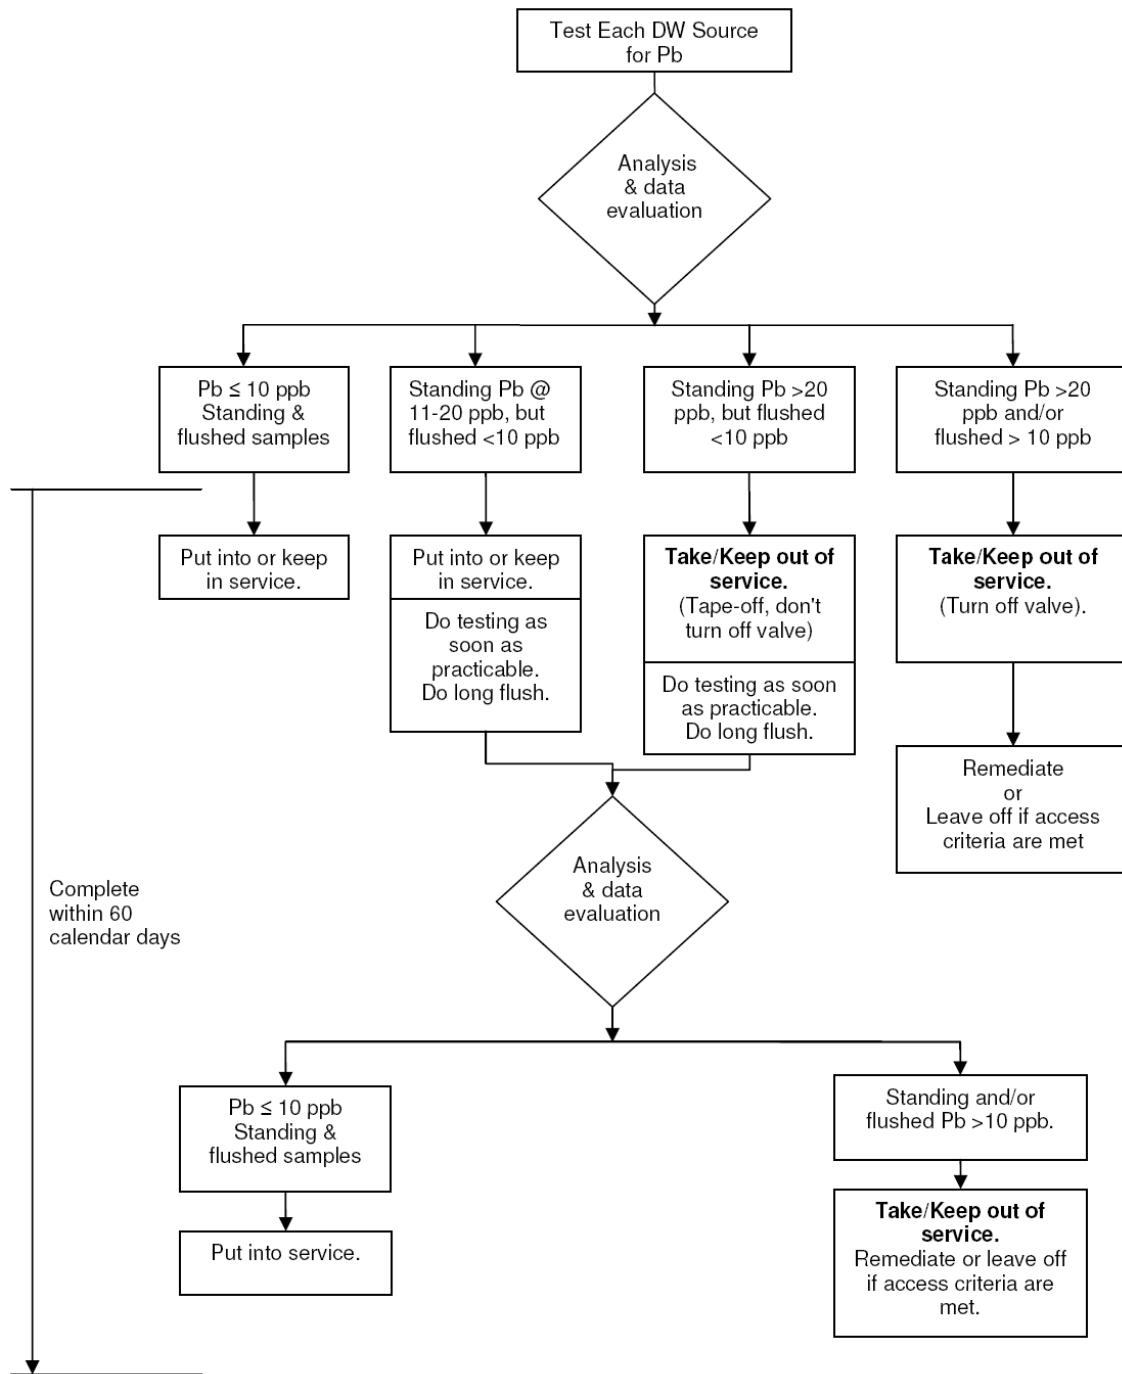 Test Each DW Source
for Pb
Analysis
& data
evaluation
Pb ≤ 10 ppb
Standing &
flushed samples
Standing Pb @
11-20 ppb, but
flushed <10 ppb
Standing Pb >20
ppb, but flushed
<10 ppb
Standing Pb >20
ppb and/or
flushed > 10 ppb
Put into or keep
in service.
Put into or keep
in service.
Do testing as
soon as
practicable.
Do long flush.
Take/Keep out of
service.
(Tape-off, don't
turn off valve)
Do testing as soon
as practicable.
Do long flush.
Take/Keep out of
service.
(Turn off valve).
Remediate
or
Leave off if access
criteria are met
Complete
within 60
calendar days
Analysis
& data
evaluation
Pb ≤ 10 ppb
Standing &
flushed samples
Put into service.
Standing and/or
flushed Pb >10 ppb.
Take/Keep out of
service.
Remediate or leave off
if access criteria are
met.